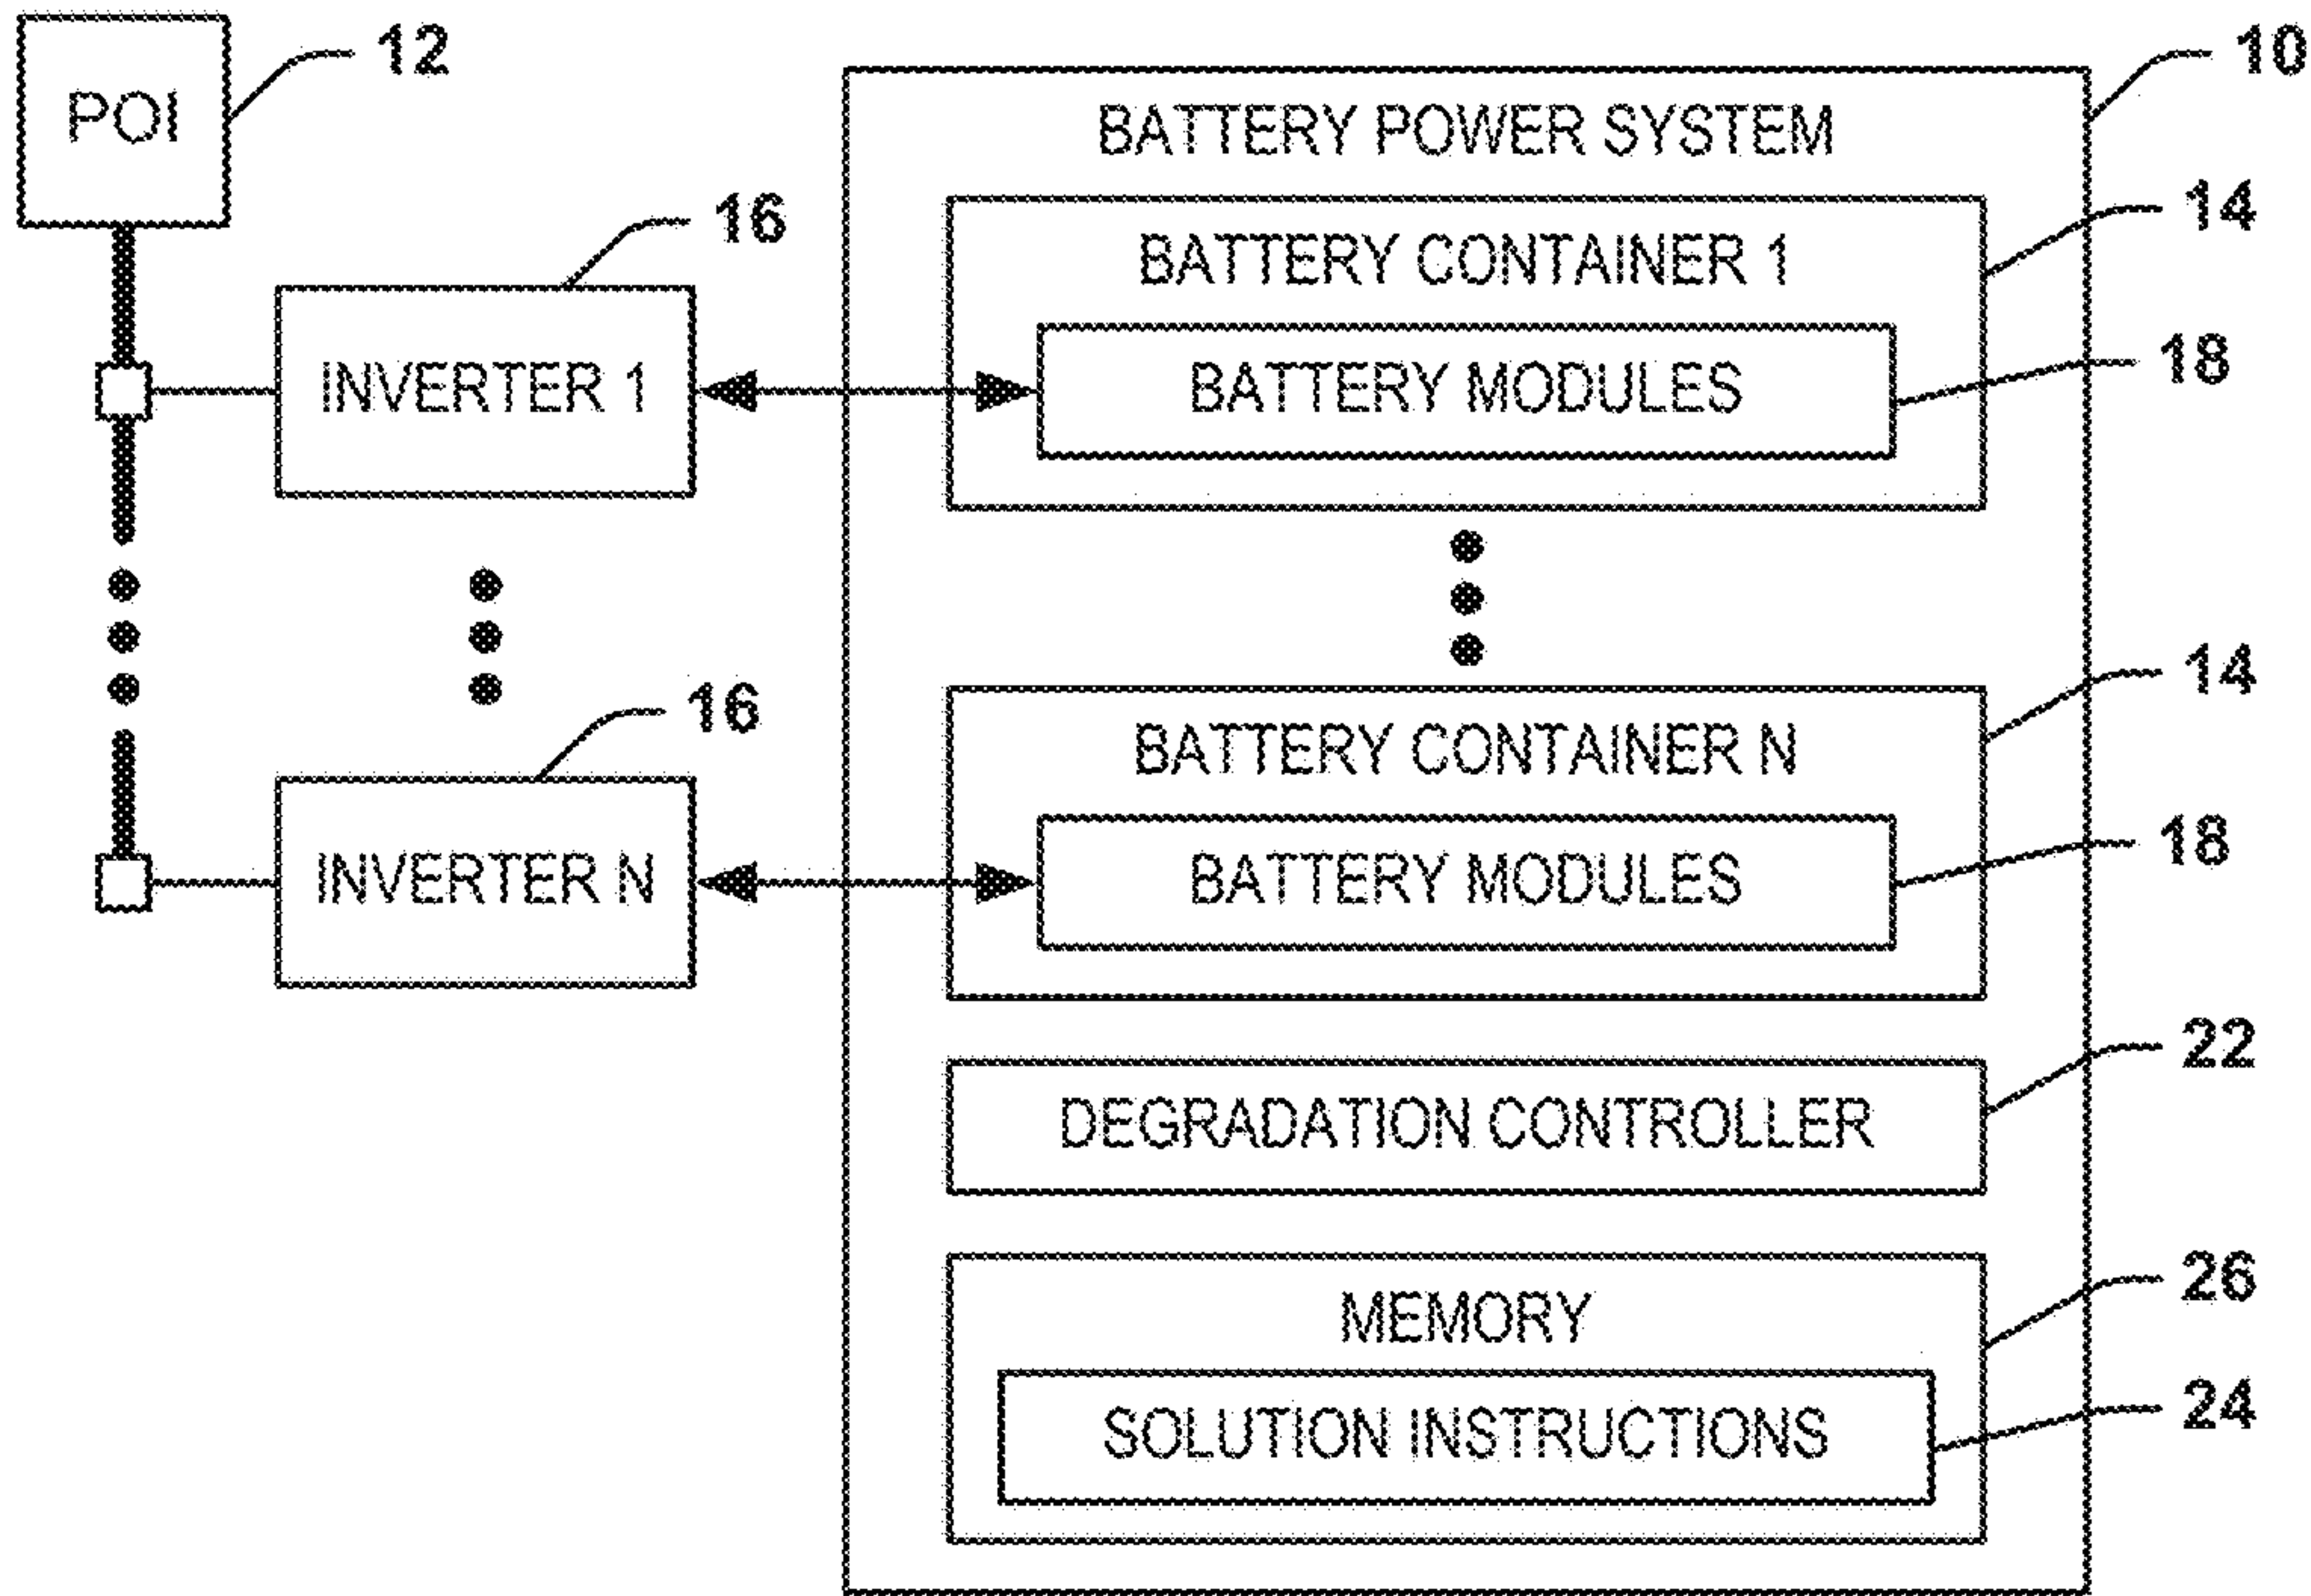 POI
12
10
BATTERY POWER SYSTEM
16
14
BATTERY CONTAINER 1
INVERTER 1
BATTERY MODULES
18
16
14
BATTERY CONTAINER N
INVERTER N
BATTERY MODULES
18
22
DEGRADATION CONTROLLER
26
MEMORY
24
SOLUTION INSTRUCTIONS